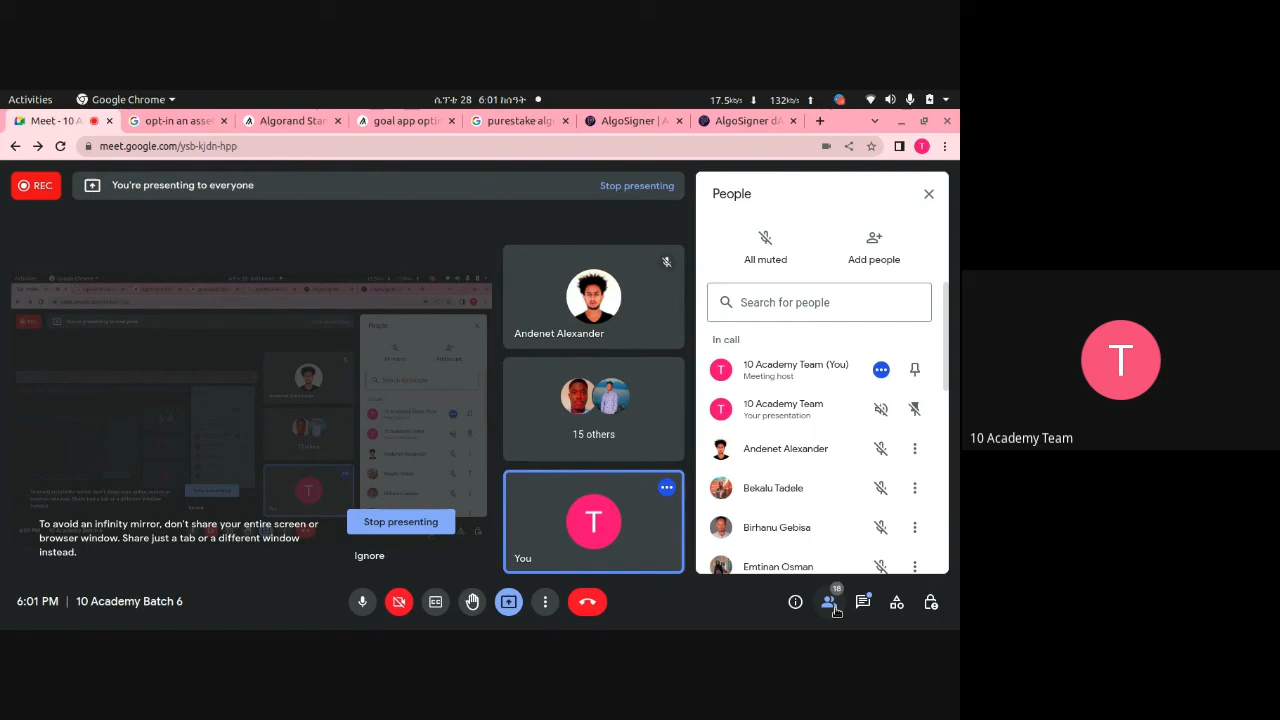 Activities
Google Chrome
ሴፕቴ 28 6:01 ከሰዓት
17.5kb/s
132kb/s
Meet - 10 A
opt-in an asse
Algorand Stan
goal app optin
purestake algo
AlgoSigner | A
AlgoSigner dA
meet.google.com/ysb-kjdn-hpp
T
REC
You're presenting to everyone
Stop presenting
People
All muted
Add people
Search for people
In call
T
10 Academy Team (You)
Meeting host
T
10 Academy Team
Your presentation
Andenet Alexander
Bekalu Tadele
Birhanu Gebisa
Emtinan Osman
Andenet Alexander
15 others
T
You
To avoid an infinity mirror, don't share your entire screen or
browser window. Share just a tab or a different window
instead.
Stop presenting
Ignore
6:01 PM | 10 Academy Batch 6
18
T
10 Academy Team